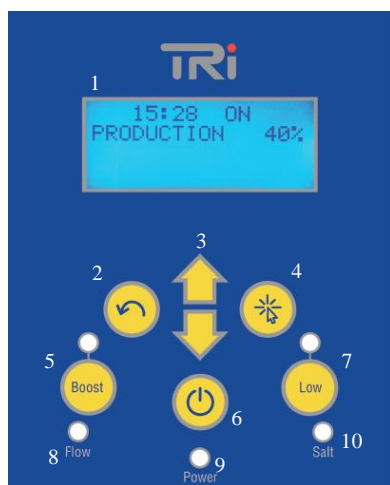 TRi
1
15:28 ON
PRODUCTION 40%
3
2
4
5
7
Boost
Low
6
8 Flow
10
Salt
9
Power